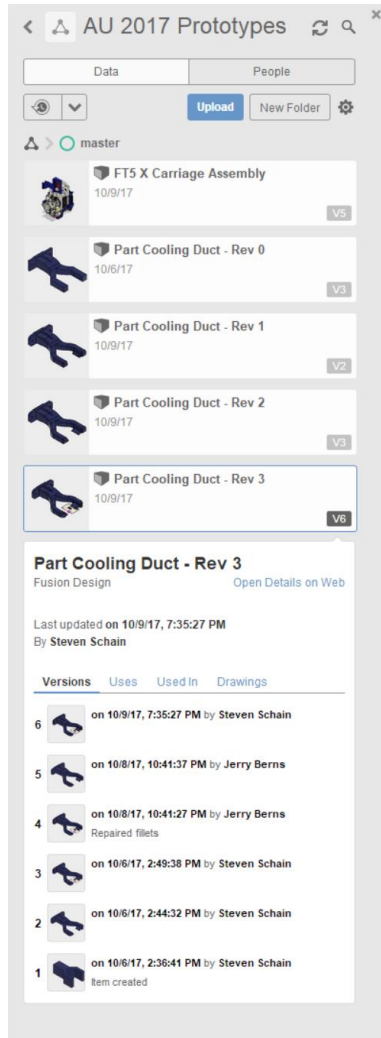 AU 2017 Prototypes
Data People
Upload New Folder
master
FT5 X Carriage Assembly
10/9/17
V5
Part Cooling Duct - Rev 0
10/6/17
V3
Part Cooling Duct - Rev 1
10/9/17
V2
Part Cooling Duct - Rev 2
10/9/17
V3
Part Cooling Duct - Rev 3
10/9/17
V6
Part Cooling Duct - Rev 3
Fusion Design Open Details on Web
Last updated on 10/9/17, 7:35:27 PM
By Steven Schain
Versions Uses Used In Drawings
6 on 10/9/17, 7:35:27 PM by Steven Schain
5 on 10/8/17, 10:41:37 PM by Jerry Berns
4 on 10/8/17, 10:41:27 PM by Jerry Berns
Repaired fillets
3 on 10/6/17, 2:49:38 PM by Steven Schain
2 on 10/6/17, 2:44:32 PM by Steven Schain
1 on 10/6/17, 2:36:41 PM by Steven Schain
Item created